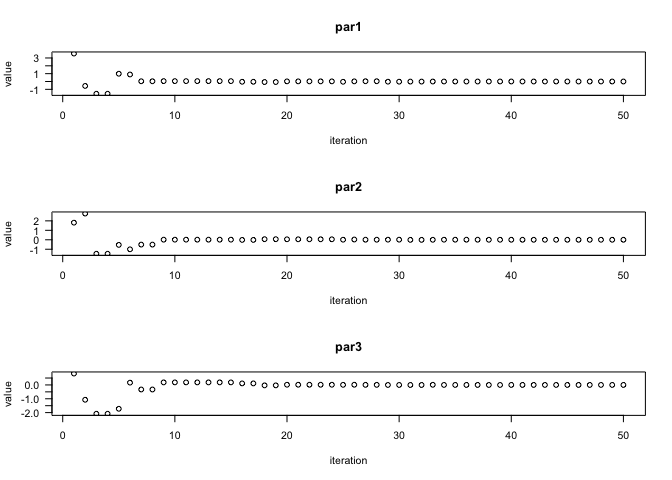 par1
value
3
1
-1
0 10 20 30 40 50
iteration
par2
value
2
1
0
-1
0 10 20 30 40 50
iteration
par3
value
0.0
-1.0
-2.0
0 10 20 30 40 50
iteration